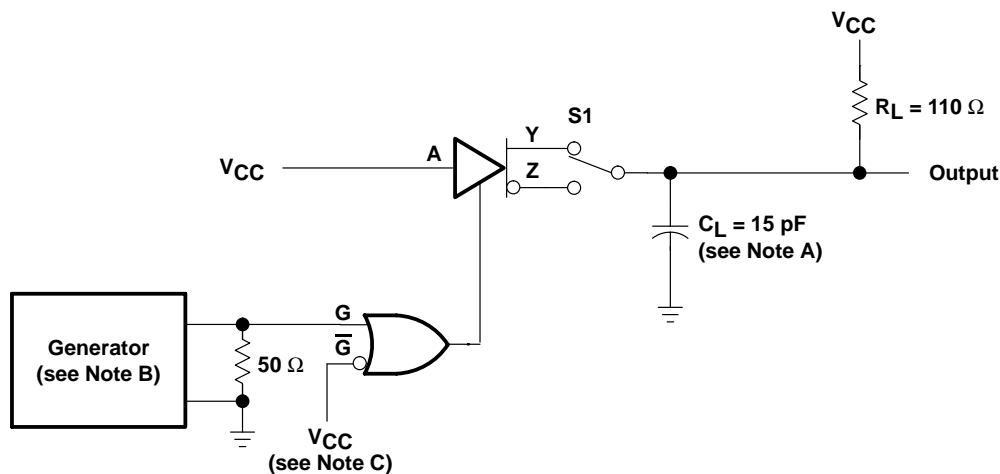 VCC
RL = 110 Ω
S1
Y
A
VCC
Z
Output
CL = 15 pF
(see Note A)
G
G̅
Generator
(see Note B)
50 Ω
VCC
(see Note C)